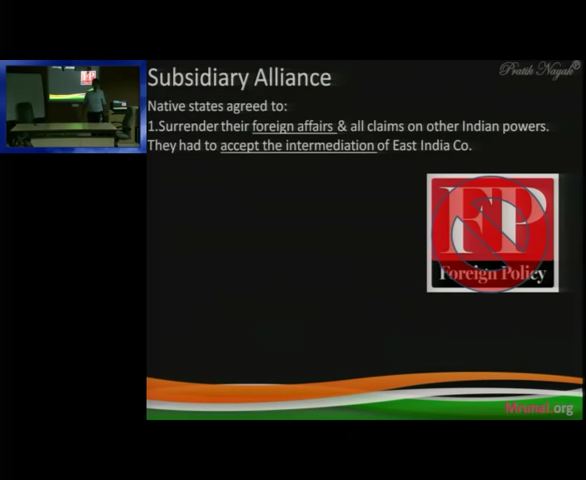 Pratik Nayak
Subsidiary Alliance
Native states agreed to:
1.Surrender their foreign affairs & all claims on other Indian powers.
They had to accept the intermediation of East India Co.
FP
Foreign Policy
Mrunal.org